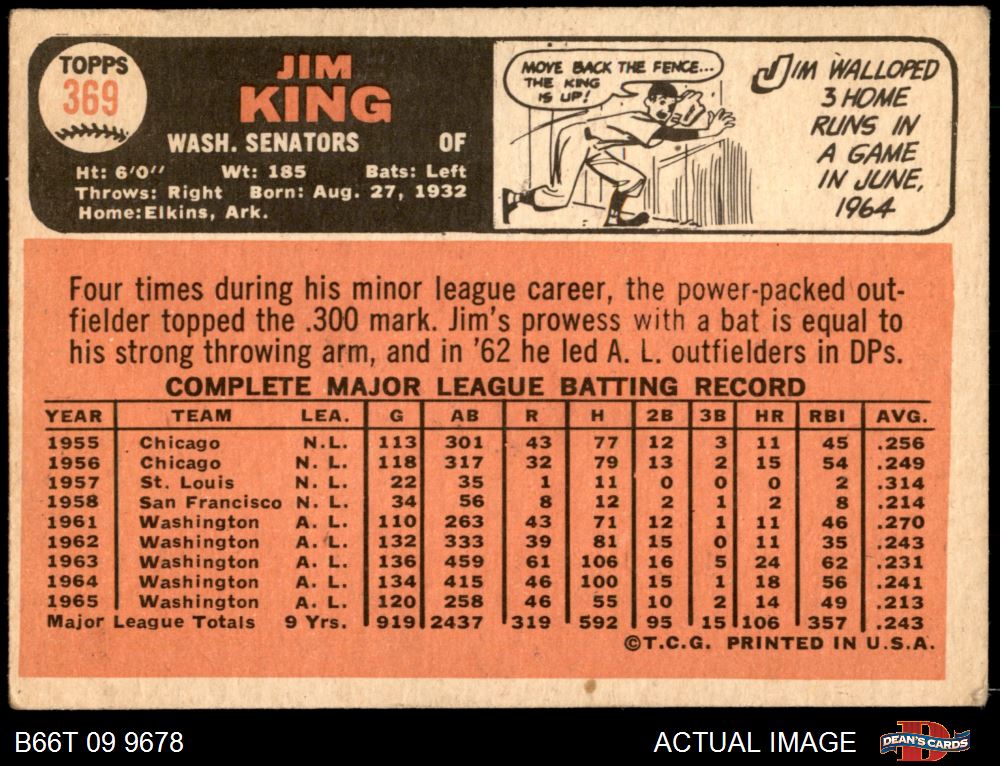 TOPPS
369
JIM
KING
WASH. SENATORS OF
Ht: 6'0" Wt: 185 Bats: Left
Throws: Right Born: Aug. 27, 1932
Home:Elkins, Ark.
MOVE BACK THE FENCE...
THE KING
IS UP!
JIM WALLOPED
3 HOME
RUNS IN
A GAME
IN JUNE,
1964
Four times during his minor league career, the power-packed out-
fielder topped the .300 mark. Jim's prowess with a bat is equal to
his strong throwing arm, and in '62 he led A. L. outfielders in DPs.
COMPLETE MAJOR LEAGUE BATTING RECORD
YEAR TEAM LEA. G AB R H 2B 3B HR RBI AVG.
1955 Chicago N.L. 113 301 43 77 12 3 11 45 .256
1956 Chicago N. L. 118 317 32 79 13 2 15 54 .249
1957 St. Louis N. L. 22 35 1 11 0 0 0 2 .314
1958 San Francisco N. L. 34 56 8 12 2 1 2 8 .214
1961 Washington A. L. 110 263 43 71 12 1 11 46 .270
1962 Washington A. L. 132 333 39 81 15 0 11 35 .243
1963 Washington A. L. 136 459 61 106 16 5 24 62 .231
1964 Washington A. L. 134 415 46 100 15 1 18 56 .241
1965 Washington A. L. 120 258 46 55 10 2 14 49 .213
Major League Totals 9 Yrs. 919 2437 319 592 95 15 106 357 .243
©T.C.G. PRINTED IN U.S.A.
B66T 09 9678 ACTUAL IMAGE
D
DEAN'S CARDS